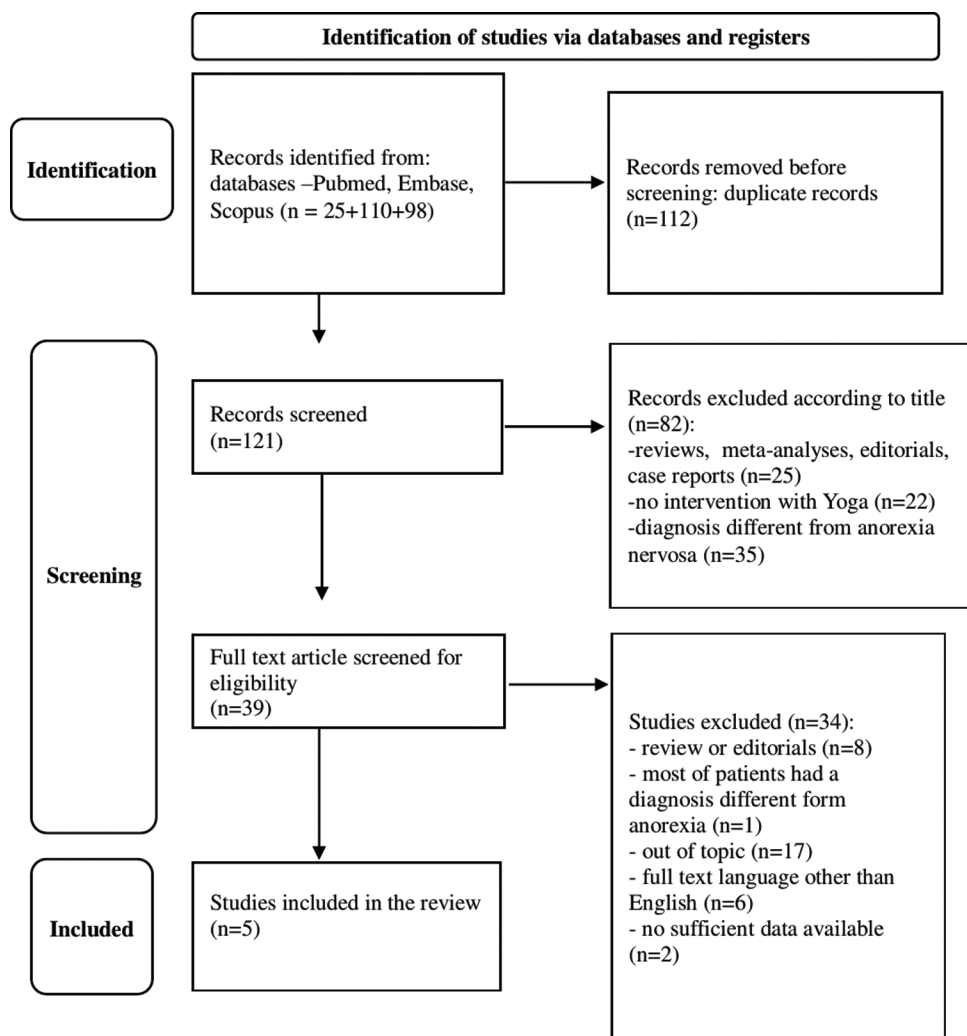 Identification of studies via databases and registers
Identification
Records identified from:
databases –Pubmed, Embase,
Scopus (n = 25+110+98)
Records removed before
screening: duplicate records
(n=112)
Screening
Records screened
(n=121)
Records excluded according to title
(n=82):
-reviews, meta-analyses, editorials,
case reports (n=25)
-no intervention with Yoga (n=22)
-diagnosis different from anorexia
nervosa (n=35)
Full text article screened for
eligibility
(n=39)
Studies excluded (n=34):
- review or editorials (n=8)
- most of patients had a
diagnosis different form
anorexia (n=1)
- out of topic (n=17)
- full text language other than
English (n=6)
- no sufficient data available
(n=2)
Included
Studies included in the review
(n=5)